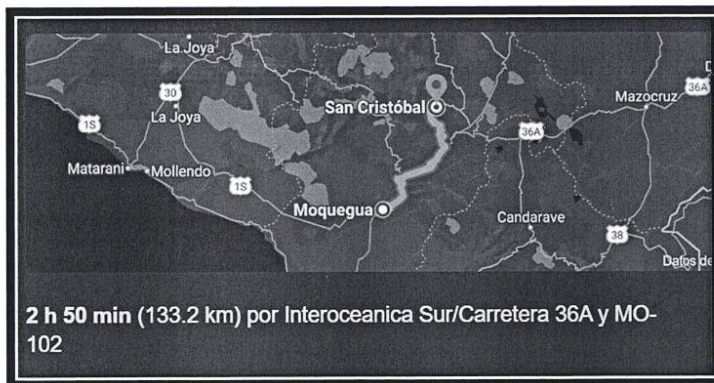 La Joya
30
La Joya
San Cristóbal
36A
Mazocruz
1S
36A
Matarani
Mollendo
1S
Moquegua
Candarave
38
Datos de
2 h 50 min (133.2 km) por Interoceanica Sur/Carretera 36A y MO-
102